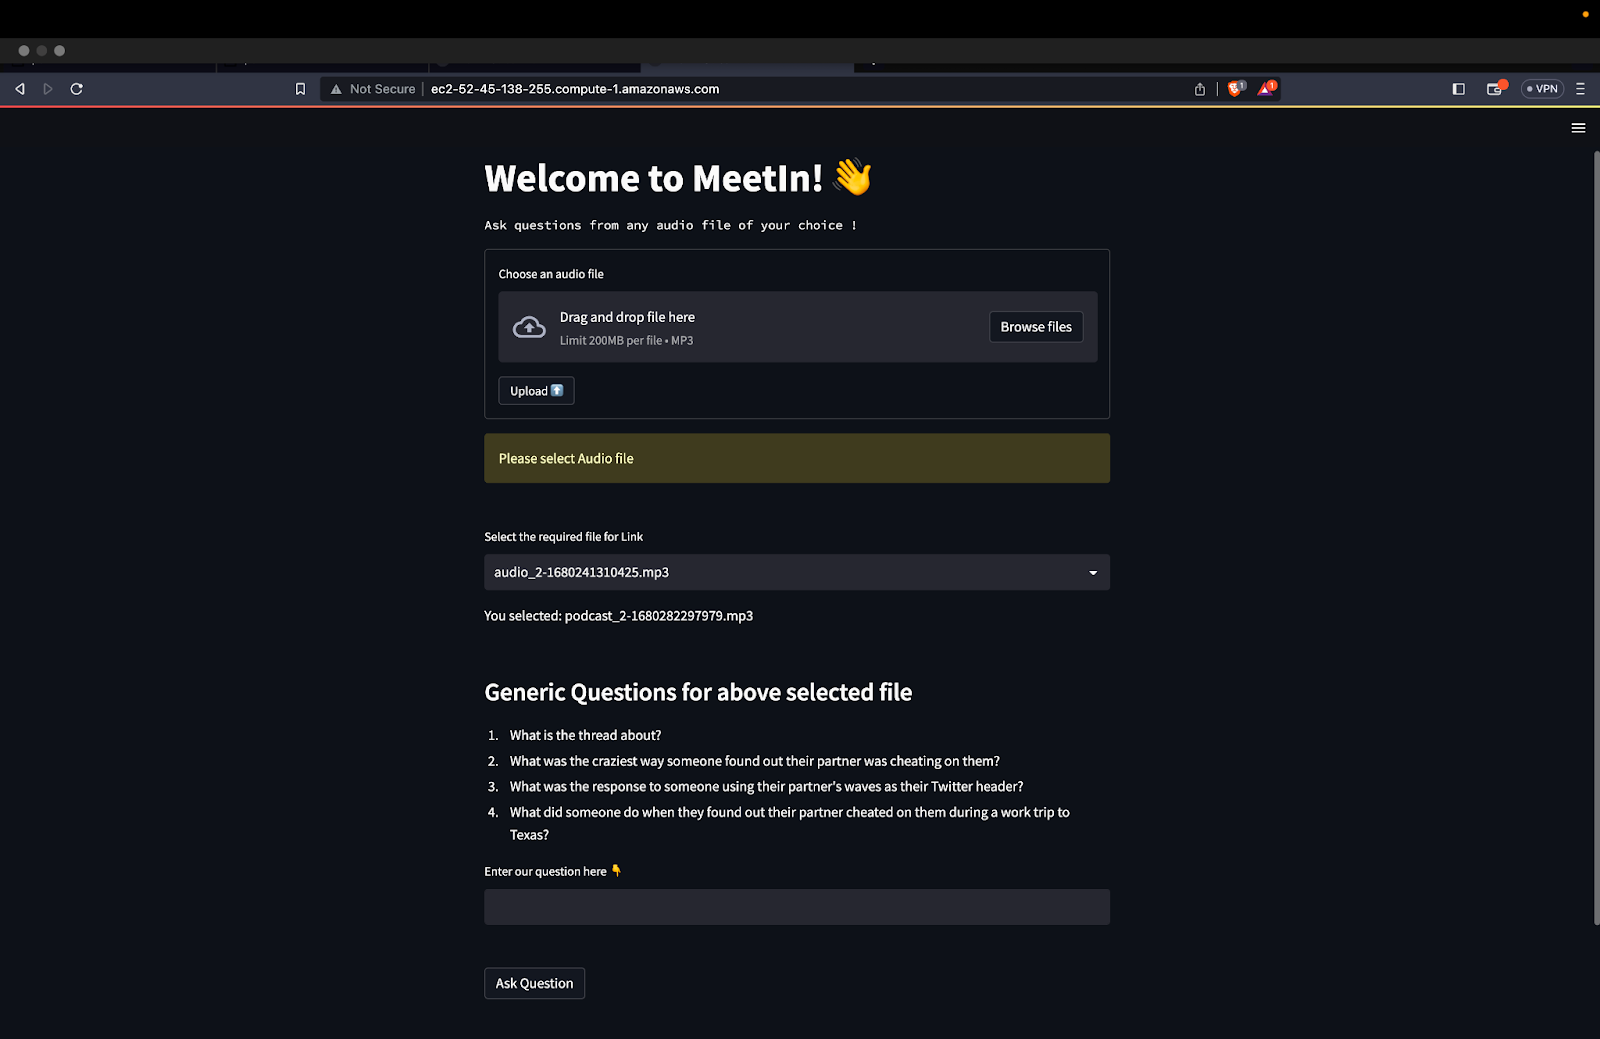 Not Secure
ec2-52-45-138-255.compute-1.amazonaws.com
1
1
VPN
Welcome to MeetIn! 👋
Ask questions from any audio file of your choice !
Choose an audio file
Drag and drop file here
Limit 200MB per file • MP3
Browse files
Upload⬆️
Please select Audio file
Select the required file for Link
audio_2-1680241310425.mp3
You selected: podcast_2-1680282297979.mp3
Generic Questions for above selected file
1. What is the thread about?
2. What was the craziest way someone found out their partner was cheating on them?
3. What was the response to someone using their partner's waves as their Twitter header?
4. What did someone do when they found out their partner cheated on them during a work trip to
Texas?
Enter our question here 👇
Ask Question